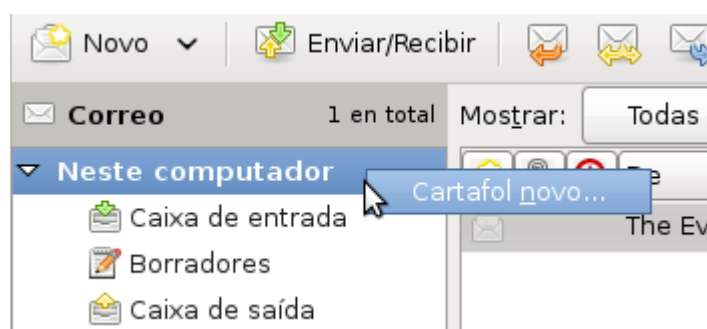 Novo Enviar/Recibir
Correo 1 en total Mostrar: Todas
Neste computador
Cartafol novo...
Caixa de entrada The Ev
Borradores
Caixa de saída